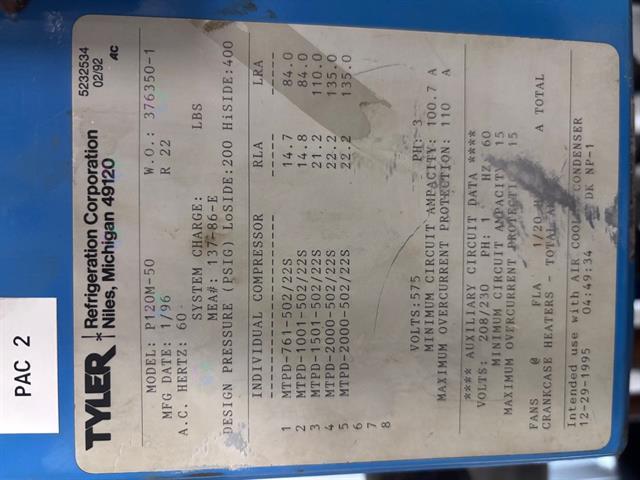 PAC 2
TYLER * Refrigeration Corporation
Niles, Michigan 49120
5232534
02/92 AC
MODEL: P120M-50 W.O.: 376350-1
MFG DATE: 1/96 R 22
A.C. HERTZ: 60
SYSTEM CHARGE: LBS
MEA#: 137-86-E
DESIGN PRESSURE (PSIG) LoSIDE:200 HiSIDE:400
INDIVIDUAL COMPRESSOR RLA LRA
1 MTPD-761-502/22S 14.7 84.0
2 MTPD-1001-502/22S 14.8 84.0
3 MTPD-1501-502/22S 21.2 110.0
4 MTPD-2000-502/22S 22.2 135.0
5 MTPD-2000-502/22S 22.2 135.0
6
7
8
VOLTS:575 PH: 3
MINIMUM CIRCUIT AMPACITY: 100.7 A
MAXIMUM OVERCURRENT PROTECTION: 110 A
**** AUXILIARY CIRCUIT DATA ****
VOLTS: 208/230 PH: 1 HZ: 60
MINIMUM CIRCUIT AMPACITY 15
MAXIMUM OVERCURRENT PROTECTI 15
FANS @ FLA 1/20
CRANKCASE HEATERS - TOTAL A TOTAL
Intended use with AIR COOLED CONDENSER
12-29-1995 04:49:34 DK NP-1